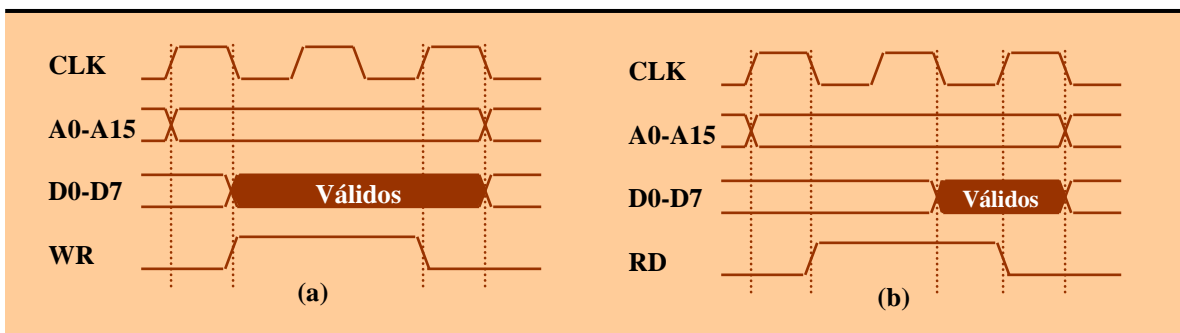 CLK
A0-A15
D0-D7
Válidos
WR
(a)
CLK
A0-A15
D0-D7
Válidos
RD
(b)